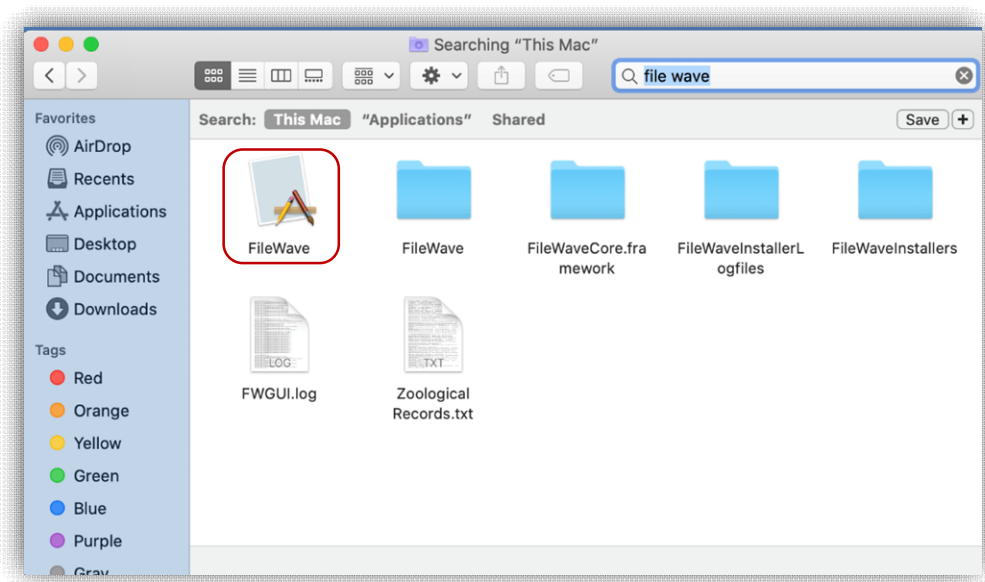 Searching “This Mac”
file wave
Search: This Mac “Applications” Shared Save +
Favorites
AirDrop
Recents
Applications
Desktop
Documents
Downloads
Tags
Red
Orange
Yellow
Green
Blue
Purple
Gray
FileWave
FileWave
FileWaveCore.fra
mework
FileWaveInstallerL
ogfiles
FileWaveInstallers
LOG
FWGUI.log
TXT
Zoological
Records.txt